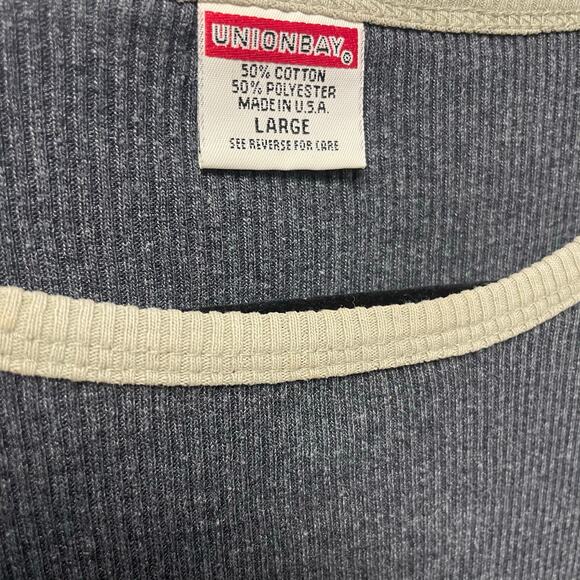 UNIONBAY®
50% COTTON
50% POLYESTER
MADE IN U.S.A.
LARGE
SEE REVERSE FOR CARE